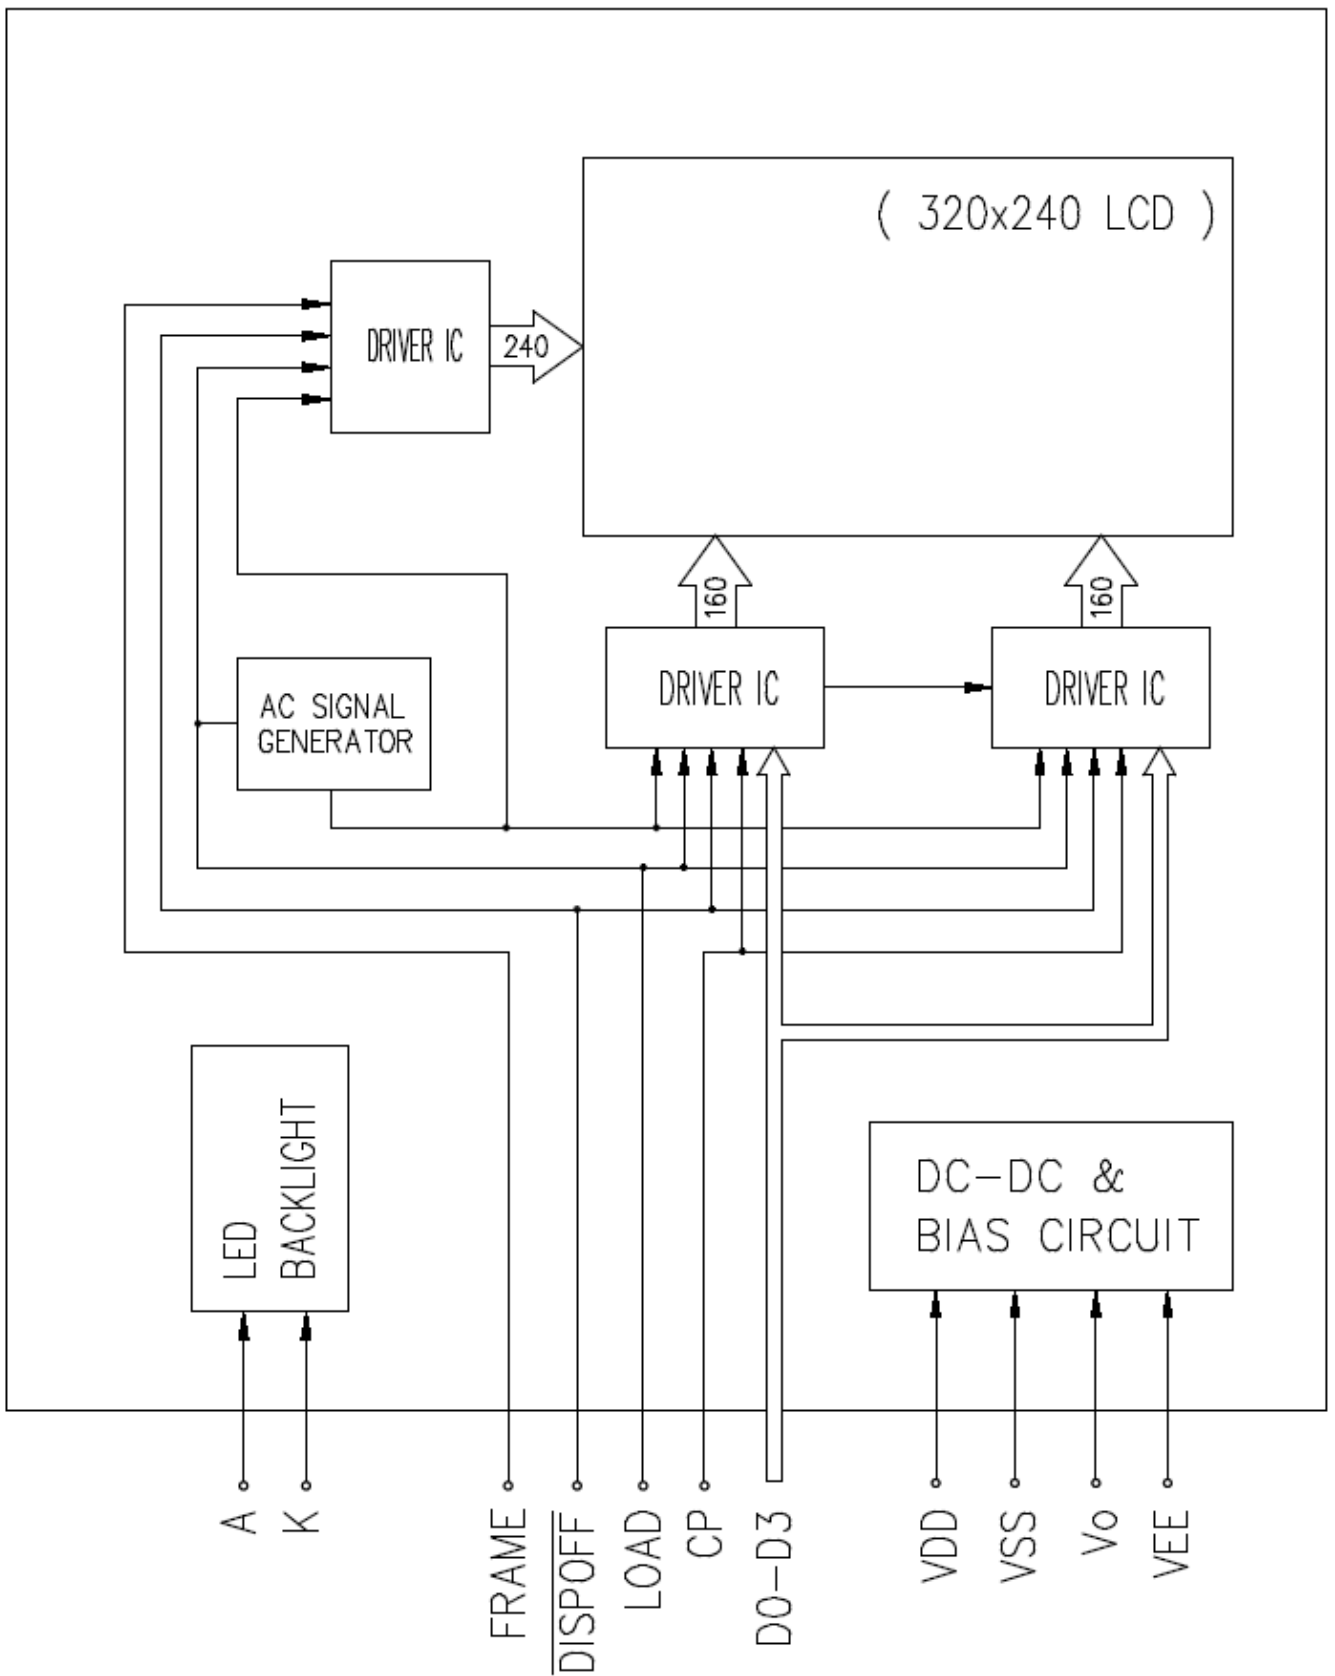 ( 320x240 LCD )
DRIVER IC
240
160
160
DRIVER IC
DRIVER IC
AC SIGNAL
GENERATOR
LED
BACKLIGHT
DC-DC &
BIAS CIRCUIT
A
K
FRAME
DISPOFF
LOAD
CP
D0-D3
VDD
VSS
Vo
VEE